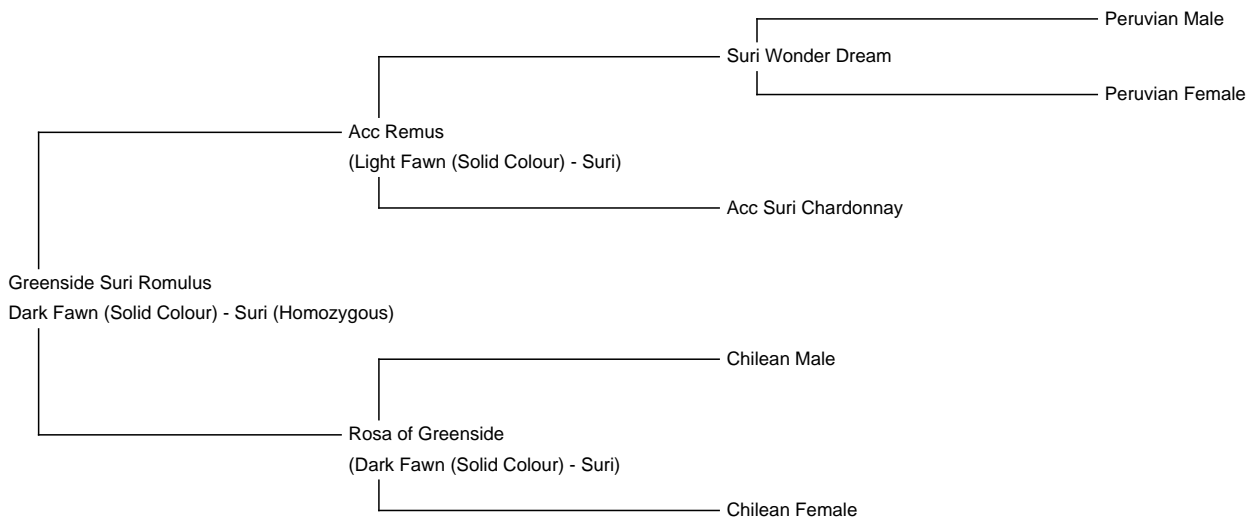 Peruvian Male
Suri Wonder Dream
Peruvian Female
Acc Remus
(Light Fawn (Solid Colour) - Suri)
Acc Suri Chardonnay
Greenside Suri Romulus
Dark Fawn (Solid Colour) - Suri (Homozygous)
Chilean Male
Rosa of Greenside
(Dark Fawn (Solid Colour) - Suri)
Chilean Female